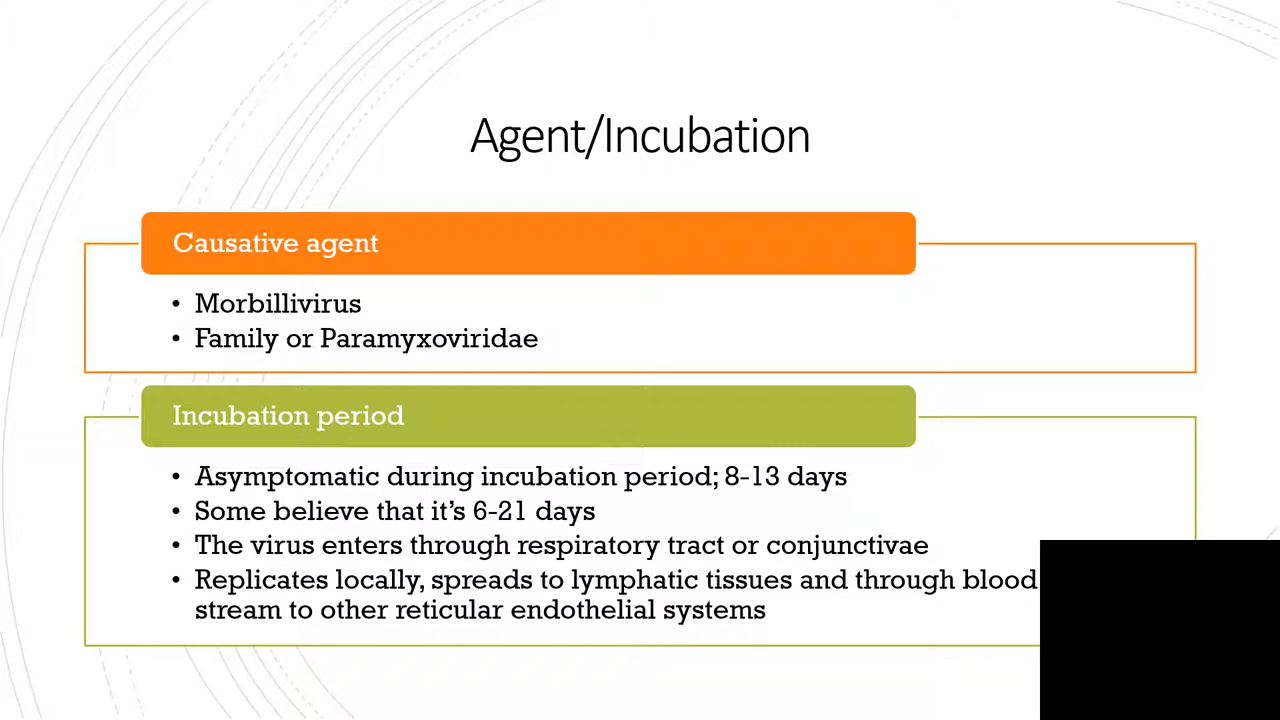 Agent/Incubation
Causative agent
• Morbillivirus
• Family or Paramyxoviridae
Incubation period
• Asymptomatic during incubation period; 8-13 days
• Some believe that it’s 6-21 days
• The virus enters through respiratory tract or conjunctivae
• Replicates locally, spreads to lymphatic tissues and through blood
stream to other reticular endothelial systems